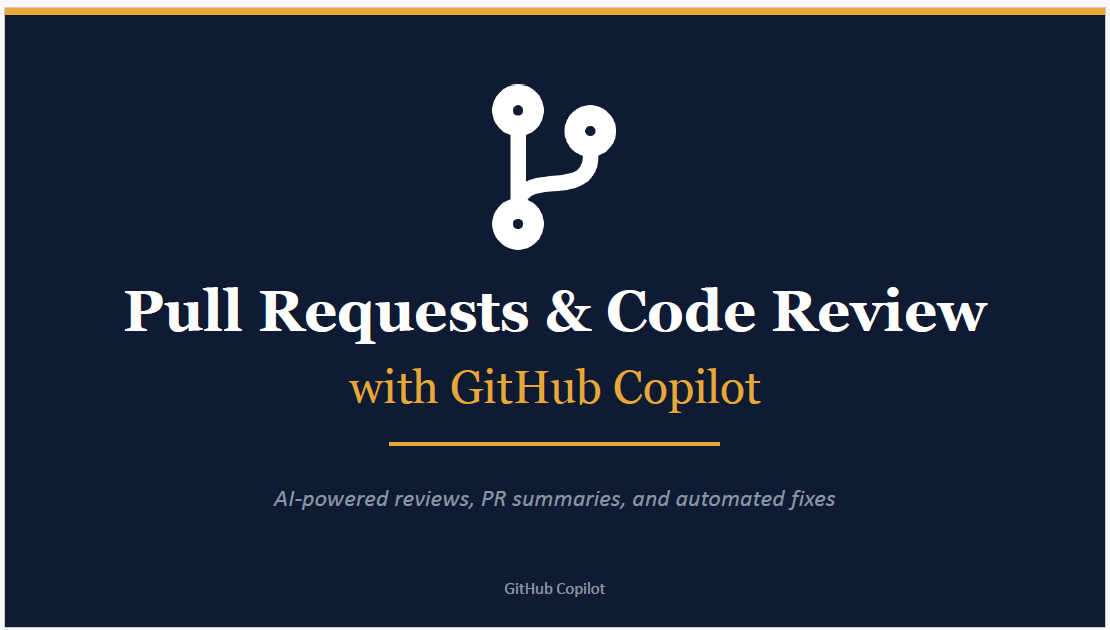 Pull Requests & Code Review
with GitHub Copilot
AI-powered reviews, PR summaries, and automated fixes
GitHub Copilot